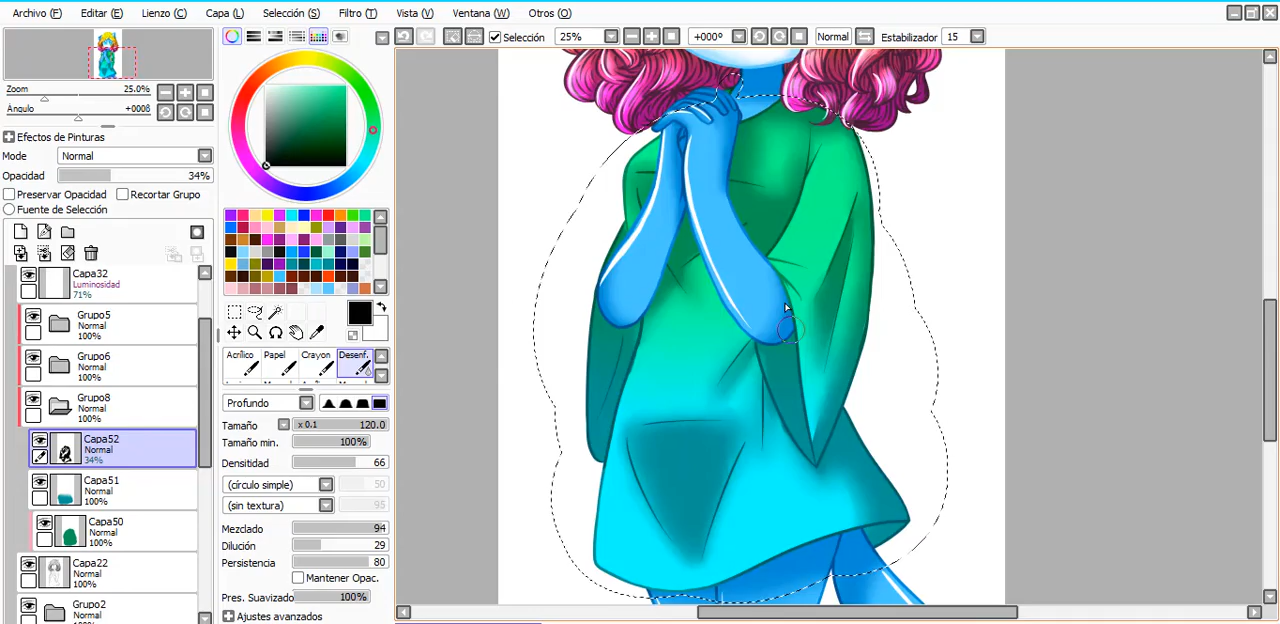 Archivo (F) Editar (E) Lienzo (C) Capa (L) Selección (S) Filtro (T) Vista (V) Ventana (W) Otros (O)
Selección 25% +000º Normal Estabilizador 15
Zoom 25.0%
Ángulo +000ß
Efectos de Pinturas
Mode Normal
Opacidad 34%
Preservar Opacidad Recortar Grupo
Fuente de Selección
Capa32
Luminosidad
71%
Grupo5
Normal
100%
Grupo6
Normal
100%
Grupo8
Normal
100%
Capa52
Normal
34%
Capa51
Normal
100%
Capa50
Normal
100%
Capa22
Normal
100%
Grupo2
Normal
Acrílico Papel Crayon Desenf.
Profundo
Tamaño x 0.1 120.0
Tamaño min. 100%
Densitidad 66
(círculo simple) 50
(sin textura) 95
Mezclado 94
Dilución 29
Persistencia 80
Mantener Opac.
Pres. Suavizado 100%
Ajustes avanzados